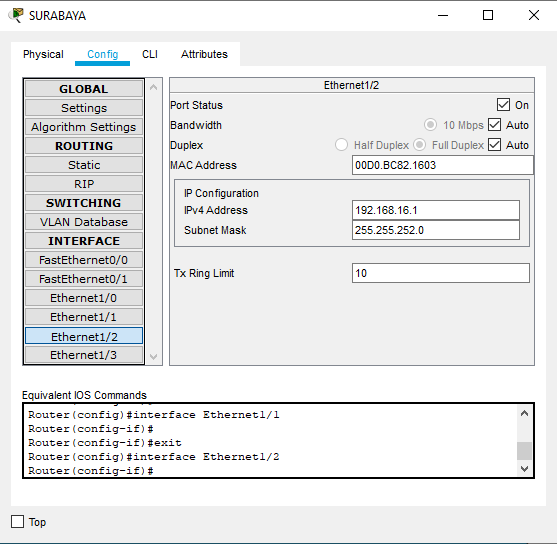 SURABAYA
Physical Config CLI Attributes
GLOBAL
Settings
Algorithm Settings
ROUTING
Static
RIP
SWITCHING
VLAN Database
INTERFACE
FastEthernet0/0
FastEthernet0/1
Ethernet1/0
Ethernet1/1
Ethernet1/2
Ethernet1/3
Ethernet1/2
Port Status On
Bandwidth 10 Mbps Auto
Duplex Half Duplex Full Duplex Auto
MAC Address 00D0.BC82.1603
IP Configuration
IPv4 Address 192.168.16.1
Subnet Mask 255.255.252.0
Tx Ring Limit 10
Equivalent IOS Commands
Router(config)#interface Ethernet1/1
Router(config-if)#
Router(config-if)#exit
Router(config)#interface Ethernet1/2
Router(config-if)#
Top